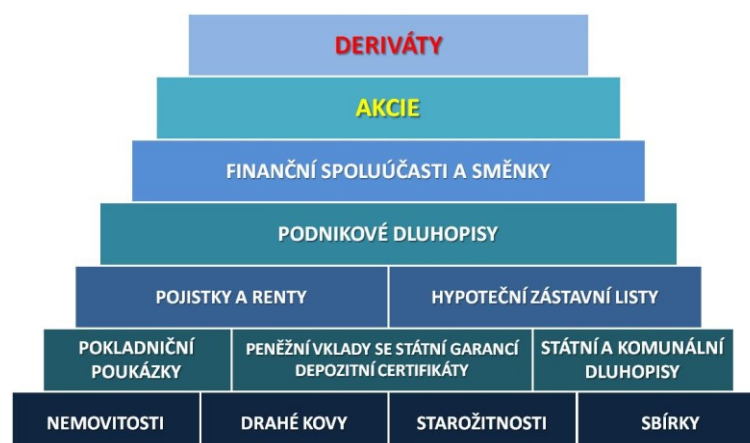 DERIVÁTY
AKCIE
FINANČNÍ SPOLUÚČASTI A SMĚNKY
PODNIKOVÉ DLUHOPISY
POJISTKY A RENTY
HYPOTEČNÍ ZÁSTAVNÍ LISTY
POKLADNIČNÍ
POUKÁZKY
PENĚŽNÍ VKLADY SE STÁTNÍ GARANCÍ
DEPOZITNÍ CERTIFIKÁTY
STÁTNÍ A KOMUNÁLNÍ
DLUHOPISY
NEMOVITOSTI
DRAHÉ KOVY
STAROŽITNOSTI
SBÍRKY